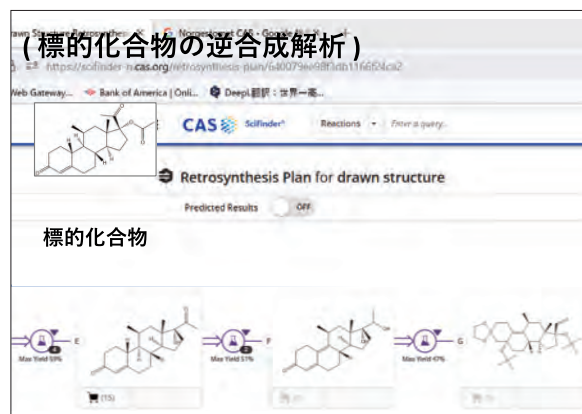 (標的化合物の逆合成解析)
https://scifinder-n.cas.org/retrosynthesis-plan/640079ee98f3db1166f24ca2
Web Gateway...
Bank of America | Onli...
DeepL翻訳：世界一高...
CAS SciFinderⁿ
Reactions
Enter a query...
Retrosynthesis Plan for drawn structure
Predicted Results
OFF
標的化合物
E
F
G
Max Yield 59%
Max Yield 51%
Max Yield 47%
(15)